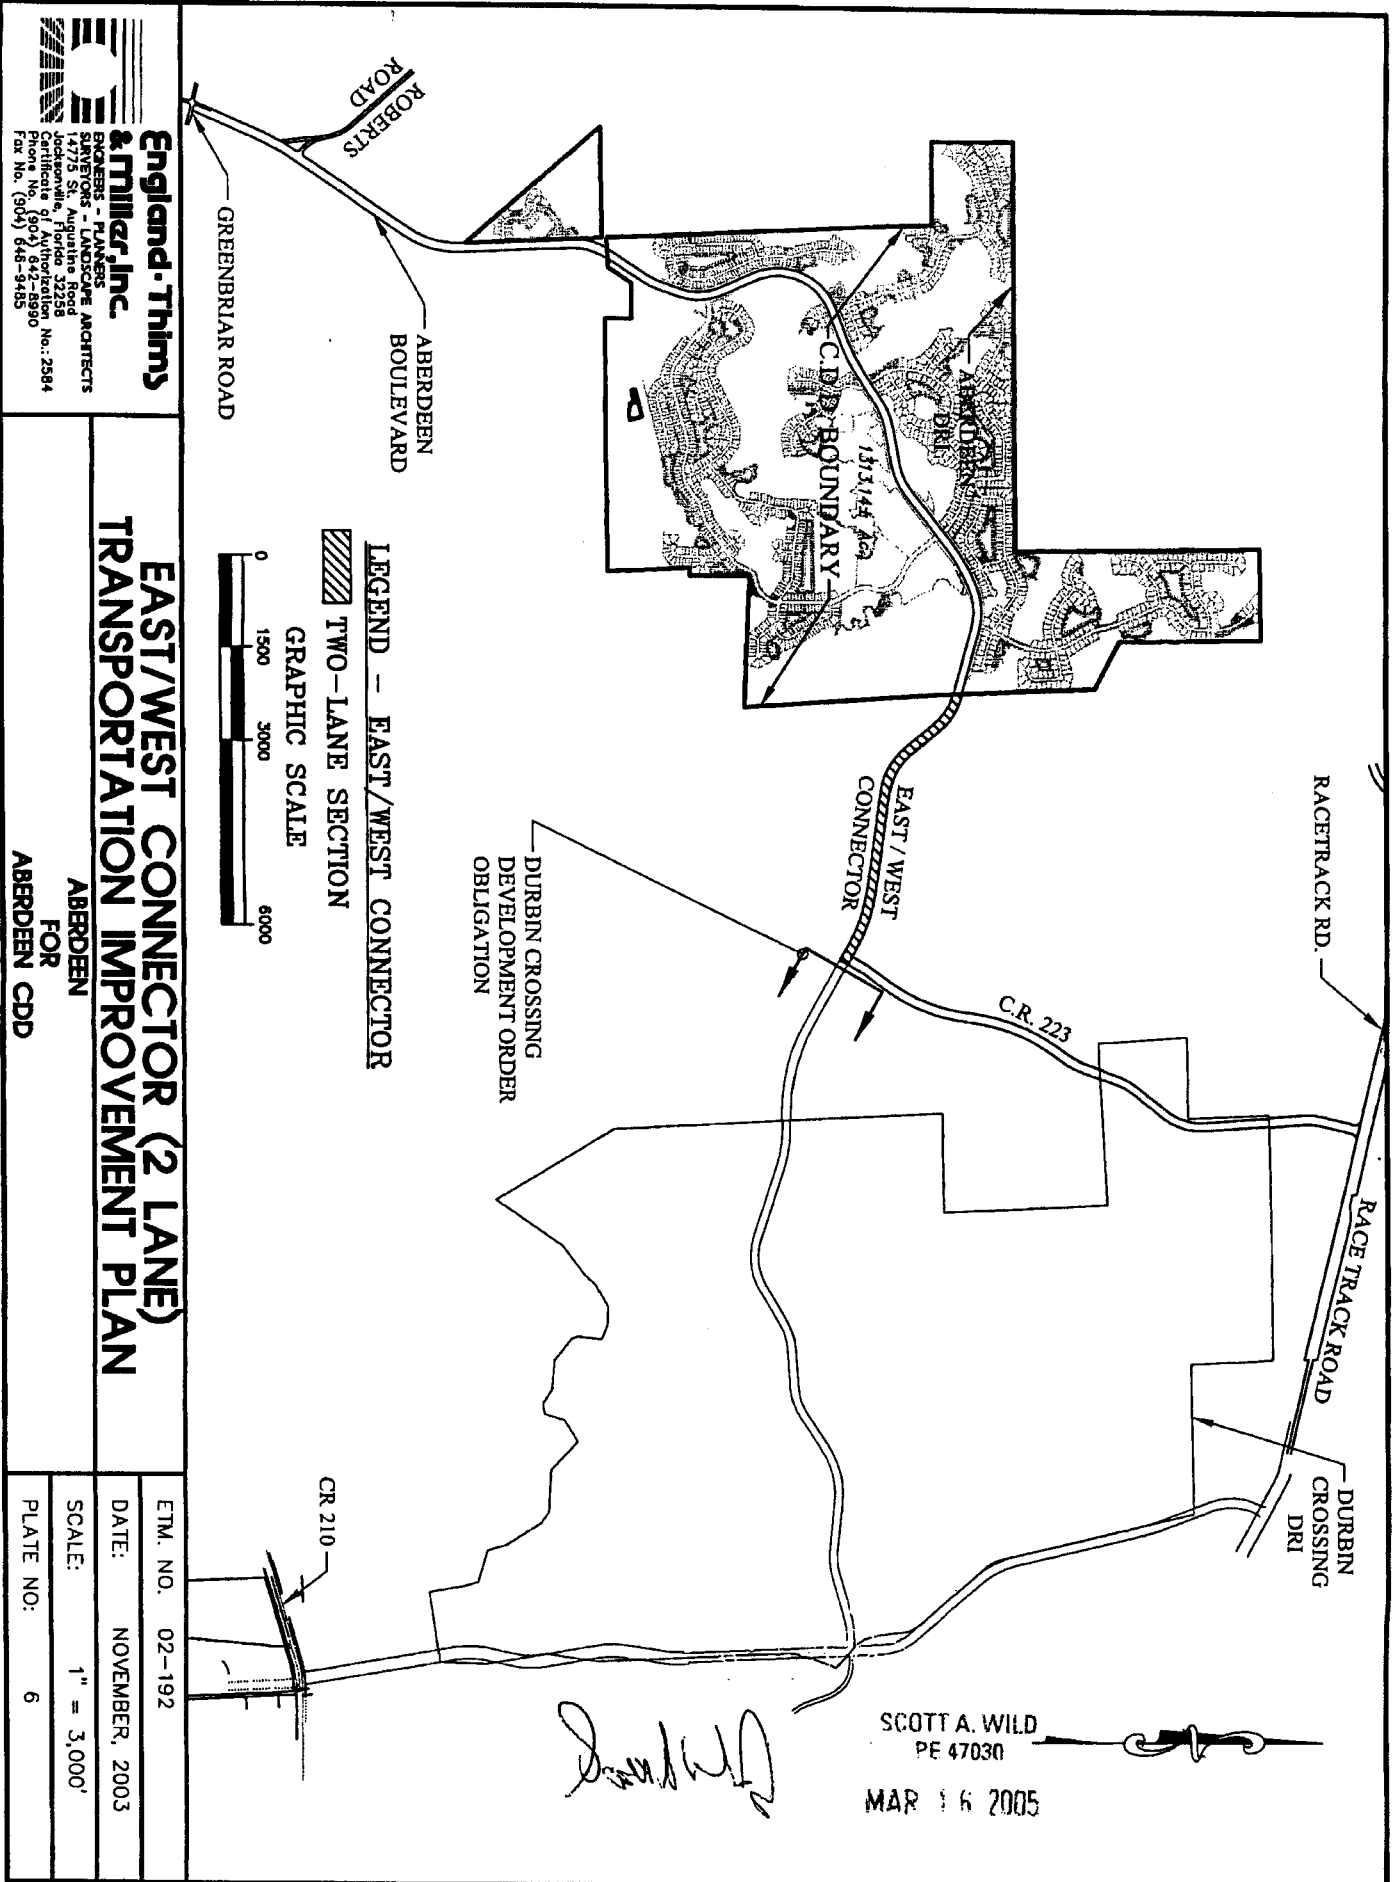 RACETRACK RD.
RACE TRACK ROAD
DURBIN
CROSSING
DRI
C.R. 223
EAST / WEST
CONNECTOR
ABERDEEN
DRI
C.D.D. BOUNDARY
1313.14± AC
ROBERTS
ROAD
GREENBRIAR ROAD
ABERDEEN
BOULEVARD
DURBIN CROSSING
DEVELOPMENT ORDER
OBLIGATION
CR 210
LEGEND – EAST/WEST CONNECTOR
TWO–LANE SECTION
GRAPHIC SCALE
0 1500 3000 6000
SCOTT A. WILD
PE 47030
MAR 16 2005
England-Thims
& Miller, Inc.
ENGINEERS - PLANNERS
SURVEYORS - LANDSCAPE ARCHITECTS
14775 St. Augustine Road
Jacksonville, Florida 32258
Certificate of Authorization No.: 2584
Phone No. (904) 642-8990
Fax No. (904) 646-9485
EAST/WEST CONNECTOR (2 LANE)
TRANSPORTATION IMPROVEMENT PLAN
ABERDEEN
FOR
ABERDEEN CDD
ETM. NO. 02–192
DATE: NOVEMBER, 2003
SCALE: 1" = 3,000'
PLATE NO: 6